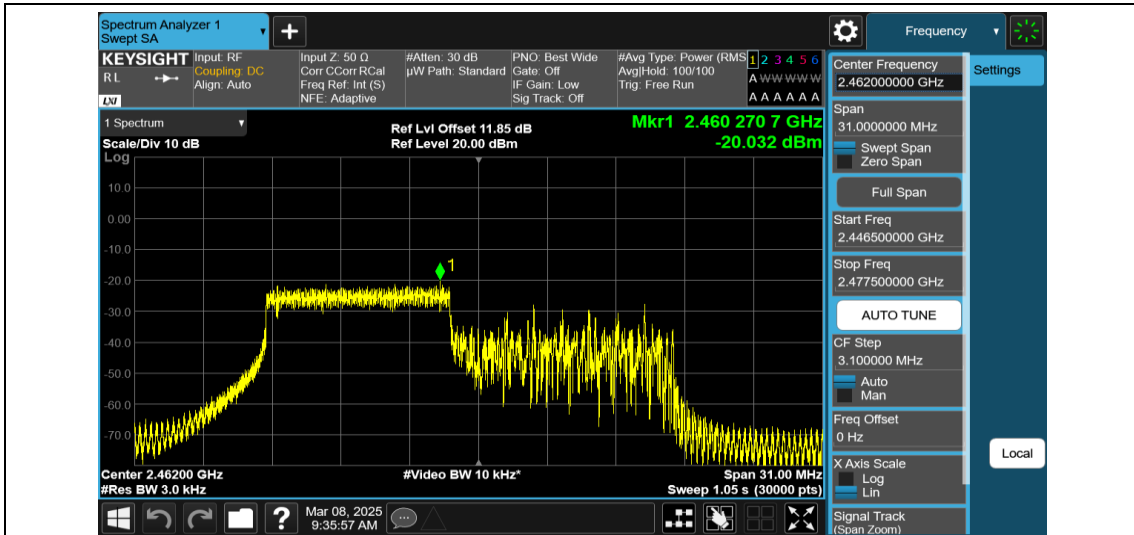 Spectrum Analyzer 1
Swept SA
Frequency
KEYSIGHT
RL
LXI
Input: RF
Coupling: DC
Align: Auto
Input Z: 50 Ω
Corr CCorr RCal
Freq Ref: Int (S)
NFE: Adaptive
#Atten: 30 dB
µW Path: Standard
PNO: Best Wide
Gate: Off
IF Gain: Low
Sig Track: Off
#Avg Type: Power (RMS
Avg|Hold: 100/100
Trig: Free Run
1 2 3 4 5 6
A W W W W W
A A A A A A
1 Spectrum
Scale/Div 10 dB
Log
Ref Lvl Offset 11.85 dB
Ref Level 20.00 dBm
Mkr1 2.460 270 7 GHz
-20.032 dBm
10.0
0.00
-10.0
-20.0
-30.0
-40.0
-50.0
-60.0
-70.0
1
Center 2.46200 GHz
#Res BW 3.0 kHz
#Video BW 10 kHz*
Span 31.00 MHz
Sweep 1.05 s (30000 pts)
Mar 08, 2025
9:35:57 AM
?
Center Frequency
2.462000000 GHz
Span
31.0000000 MHz
Swept Span
Zero Span
Full Span
Start Freq
2.446500000 GHz
Stop Freq
2.477500000 GHz
AUTO TUNE
CF Step
3.100000 MHz
Auto
Man
Freq Offset
0 Hz
X Axis Scale
Log
Lin
Signal Track
(Span Zoom)
Settings
Local